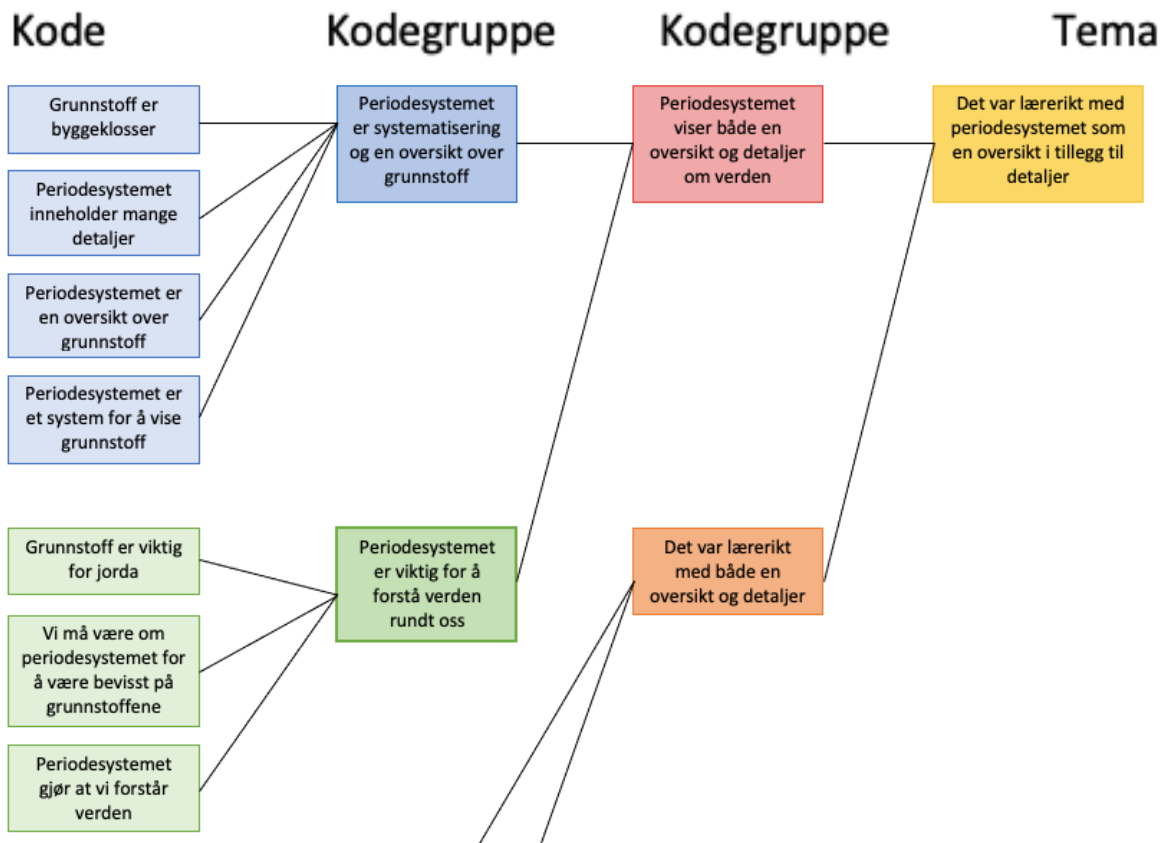 Kode
Kodegruppe
Kodegruppe
Tema
Grunnstoff er
byggeklosser
Periodesystemet
inneholder mange
detaljer
Periodesystemet er
en oversikt over
grunnstoff
Periodesystemet er
et system for å vise
grunnstoff
Periodesystemet
er systematisering
og en oversikt over
grunnstoff
Periodesystemet
viser både en
oversikt og detaljer
om verden
Det var lærerikt med
periodesystemet som
en oversikt i tillegg til
detaljer
Grunnstoff er viktig
for jorda
Vi må være om
periodesystemet for
å være bevisst på
grunnstoffene
Periodesystemet
gjør at vi forstår
verden
Periodesystemet
er viktig for å
forstå verden
rundt oss
Det var lærerikt
med både en
oversikt og detaljer